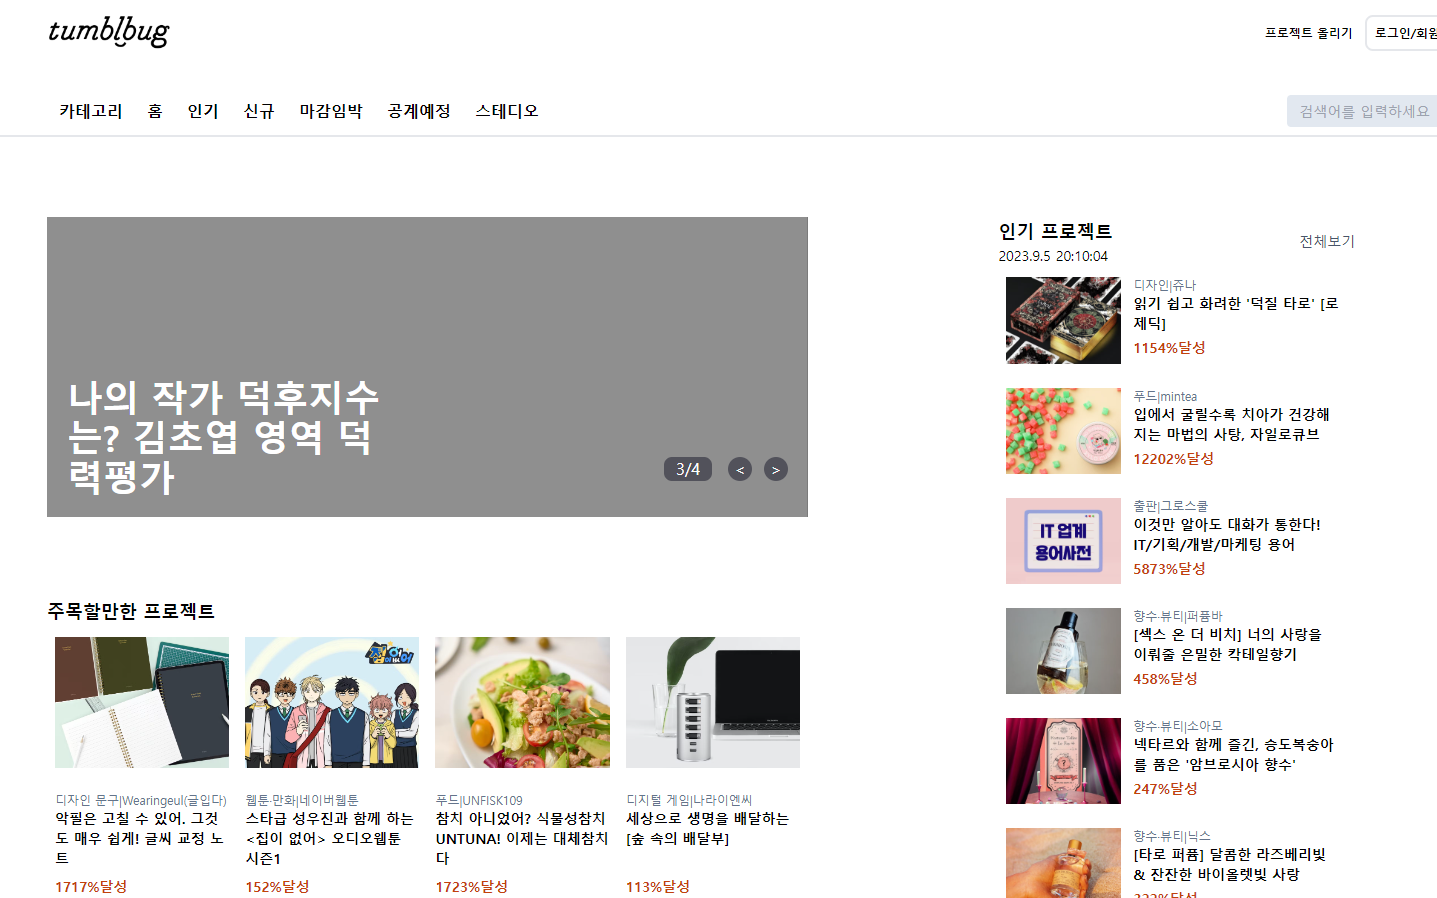 tumblbug
프로젝트 올리기
로그인/회원
카테고리 홈 인기 신규 마감임박 공계예정 스테디오
검색어를 입력하세요
나의 작가 덕후지수
는? 김초엽 영역 덕
력평가
3/4 < >
주목할만한 프로젝트
디자인 문구|Wearingeul(글입다)
악필은 고칠 수 있어. 그것
도 매우 쉽게! 글씨 교정 노
트
1717%달성
집이 없어
웹툰·만화|네이버웹툰
스타급 성우진과 함께 하는
<집이 없어> 오디오웹툰
시즌1
152%달성
푸드|UNFISK109
참치 아니었어? 식물성참치
UNTUNA! 이제는 대체참치
다
1723%달성
디지털 게임|나라이엔씨
세상으로 생명을 배달하는
[숲 속의 배달부]
113%달성
인기 프로젝트
전체보기
2023.9.5 20:10:04
디자인|쥬나
읽기 쉽고 화려한 '덕질 타로' [로
제딕]
1154%달성
푸드|mintea
입에서 굴릴수록 치아가 건강해
지는 마법의 사탕, 자일로큐브
12202%달성
IT 업계
용어사전
출판|그로스쿨
이것만 알아도 대화가 통한다!
IT/기획/개발/마케팅 용어
5873%달성
향수·뷰티|퍼퓸바
[섹스 온 더 비치] 너의 사랑을
이뤄줄 은밀한 칵테일향기
458%달성
향수·뷰티|소아모
넥타르와 함께 즐긴, 승도복숭아
를 품은 '암브로시아 향수'
247%달성
향수·뷰티|닉스
[타로 퍼퓸] 달콤한 라즈베리빛
& 잔잔한 바이올렛빛 사랑